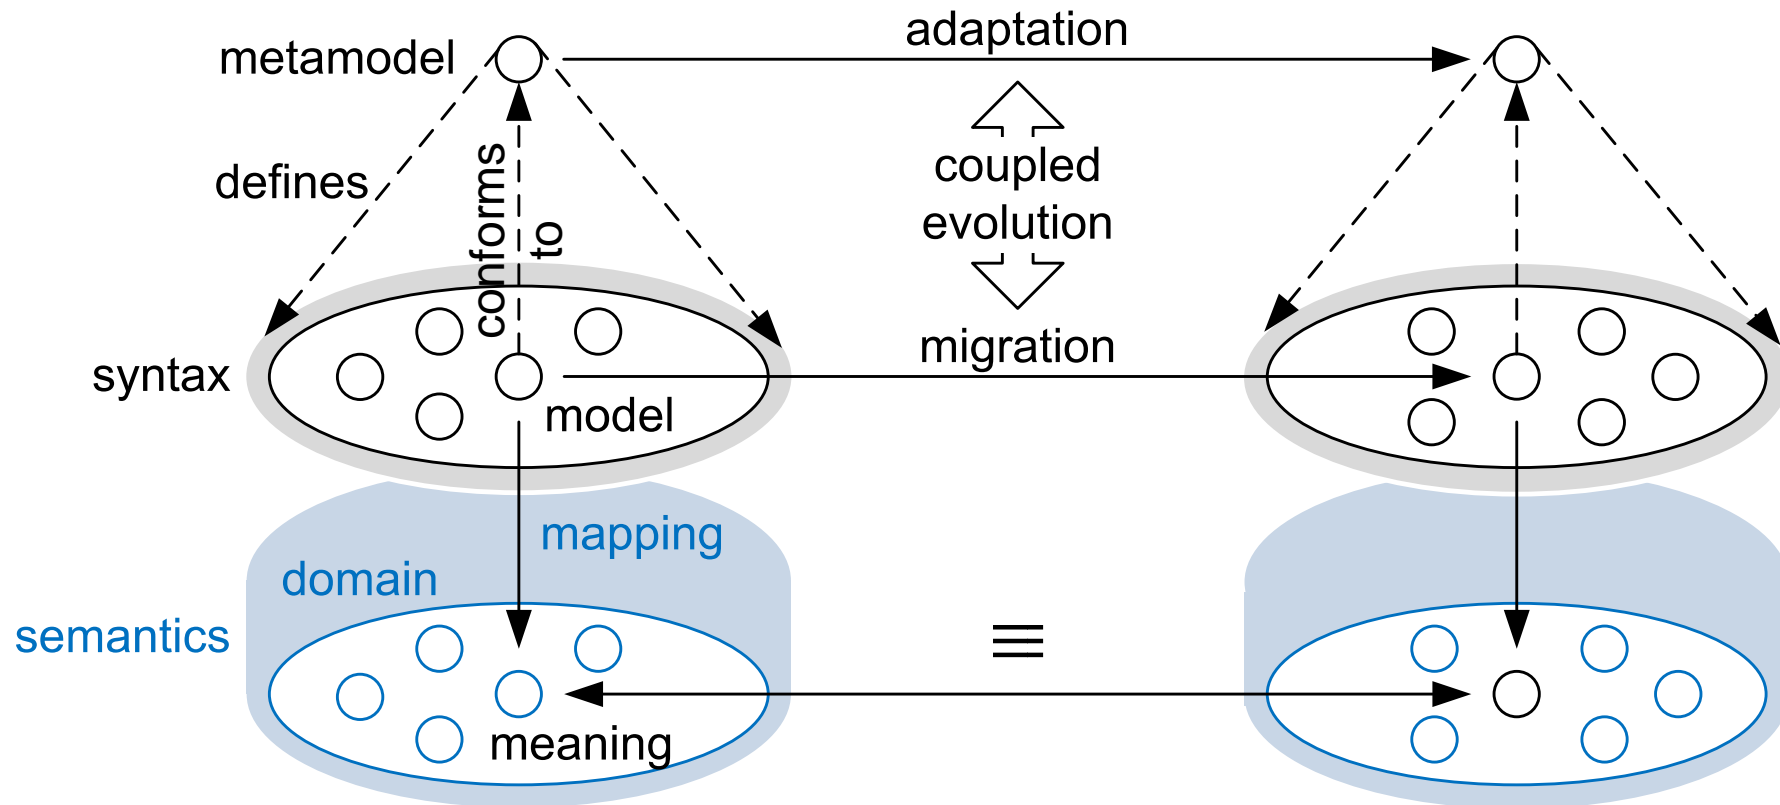 adaptation
metamodel
coupled
evolution
defines
conforms
to
migration
syntax
model
mapping
domain
semantics
≡
meaning